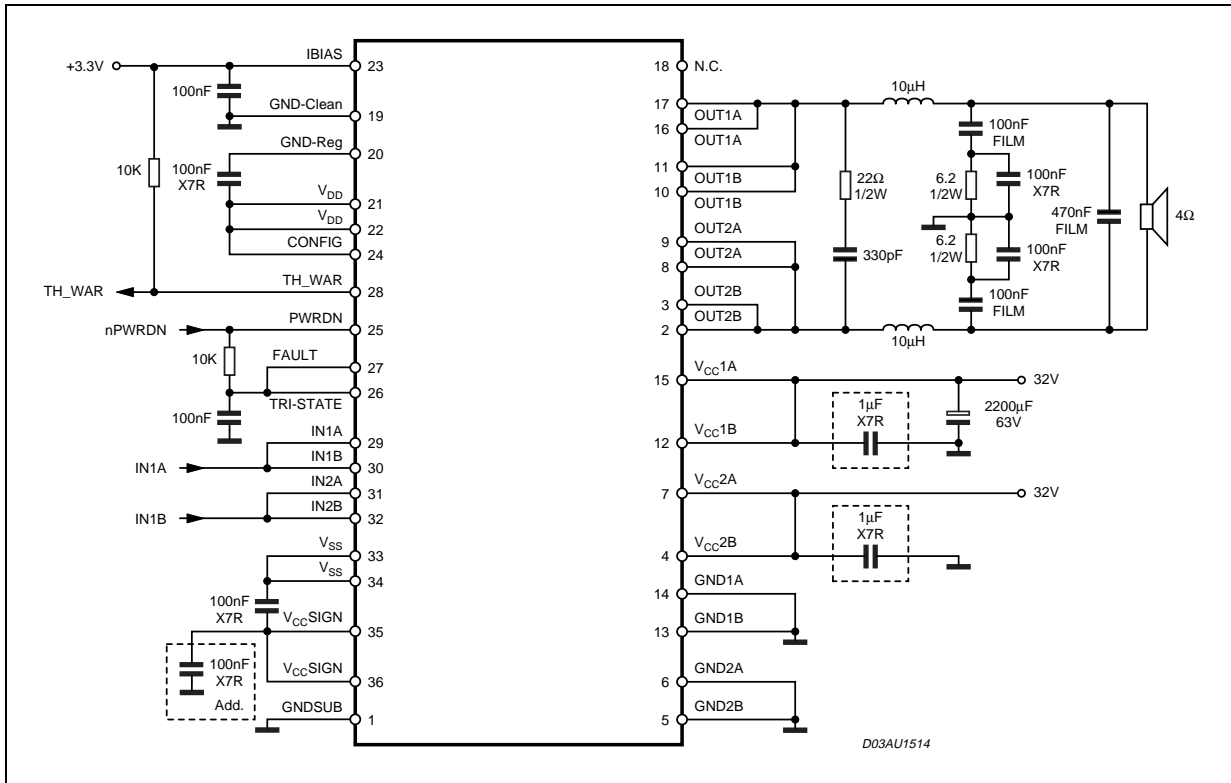 IBIAS
+3.3V
23
100nF
GND-Clean
19
GND-Reg
20
10K
100nF
X7R
VDD
21
VDD
22
CONFIG
24
TH_WAR
TH_WAR
28
nPWRDN
PWRDN
25
10K
FAULT
27
26
TRI-STATE
100nF
IN1A
29
IN1A
IN1B
30
IN2A
31
IN1B
IN2B
32
VSS
33
VSS
34
100nF
X7R
VCCSIGN
35
100nF
X7R
Add.
VCCSIGN
36
GNDSUB
1
18
N.C.
17
OUT1A
16
OUT1A
11
OUT1B
10
OUT1B
OUT2A
9
OUT2A
8
OUT2B
3
OUT2B
2
10µH
22Ω
1/2W
330pF
10µH
100nF
FILM
6.2
1/2W
100nF
X7R
6.2
1/2W
100nF
X7R
100nF
FILM
470nF
FILM
4Ω
15
VCC1A
32V
1µF
X7R
2200µF
63V
12
VCC1B
7
VCC2A
32V
1µF
X7R
4
VCC2B
14
GND1A
13
GND1B
6
GND2A
5
GND2B
D03AU1514